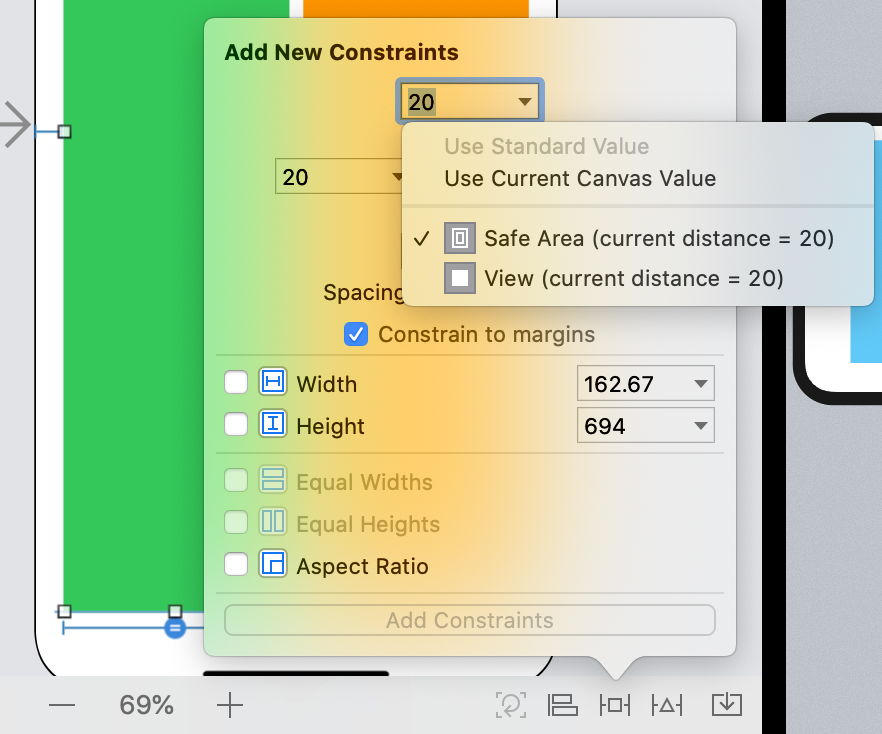 Add New Constraints
20
Use Standard Value
Use Current Canvas Value
20
Safe Area (current distance = 20)
View (current distance = 20)
Spacing
Constrain to margins
Width
162.67
Height
694
Equal Widths
Equal Heights
Aspect Ratio
Add Constraints
69%